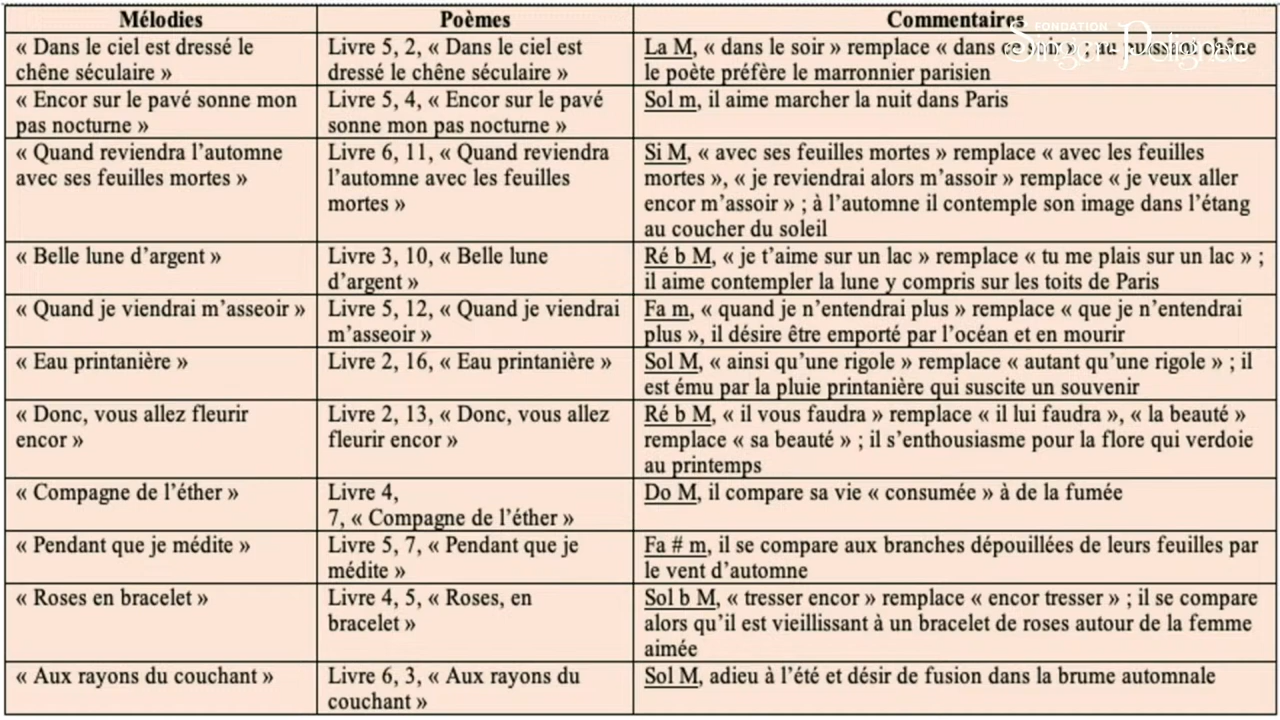 Mélodies Poèmes Commentaires
FONDATION
Singer Polignac
« Dans le ciel est dressé le
chêne séculaire »
Livre 5, 2, « Dans le ciel est
dressé le chêne séculaire »
La M, « dans le soir » remplace « dans ce soir » ; au puissant chêne
le poète préfère le marronnier parisien
« Encor sur le pavé sonne mon
pas nocturne »
Livre 5, 4, « Encor sur le pavé
sonne mon pas nocturne »
Sol m, il aime marcher la nuit dans Paris
« Quand reviendra l’automne
avec ses feuilles mortes »
Livre 6, 11, « Quand reviendra
l’automne avec les feuilles
mortes »
Si M, « avec ses feuilles mortes » remplace « avec les feuilles
mortes », « je reviendrai alors m’assoir » remplace « je veux aller
encor m’assoir » ; à l’automne il contemple son image dans l’étang
au coucher du soleil
« Belle lune d’argent »
Livre 3, 10, « Belle lune
d’argent »
Ré b M, « je t’aime sur un lac » remplace « tu me plais sur un lac » ;
il aime contempler la lune y compris sur les toits de Paris
« Quand je viendrai m’asseoir »
Livre 5, 12, « Quand je viendrai
m’asseoir »
Fa m, « quand je n’entendrai plus » remplace « que je n’entendrai
plus », il désire être emporté par l’océan et en mourir
« Eau printanière »
Livre 2, 16, « Eau printanière »
Sol M, « ainsi qu’une rigole » remplace « autant qu’une rigole » ; il
est ému par la pluie printanière qui suscite un souvenir
« Donc, vous allez fleurir
encor »
Livre 2, 13, « Donc, vous allez
fleurir encor »
Ré b M, « il vous faudra » remplace « il lui faudra », « la beauté »
remplace « sa beauté » ; il s’enthousiasme pour la flore qui verdoie
au printemps
« Compagne de l’éther »
Livre 4,
7, « Compagne de l’éther »
Do M, il compare sa vie « consumée » à de la fumée
« Pendant que je médite »
Livre 5, 7, « Pendant que je
médite »
Fa # m, il se compare aux branches dépouillées de leurs feuilles par
le vent d’automne
« Roses en bracelet »
Livre 4, 5, « Roses, en
bracelet »
Sol b M, « tresser encor » remplace « encor tresser » ; il se compare
alors qu’il est vieillissant à un bracelet de roses autour de la femme
aimée
« Aux rayons du couchant »
Livre 6, 3, « Aux rayons du
couchant »
Sol M, adieu à l’été et désir de fusion dans la brume automnale